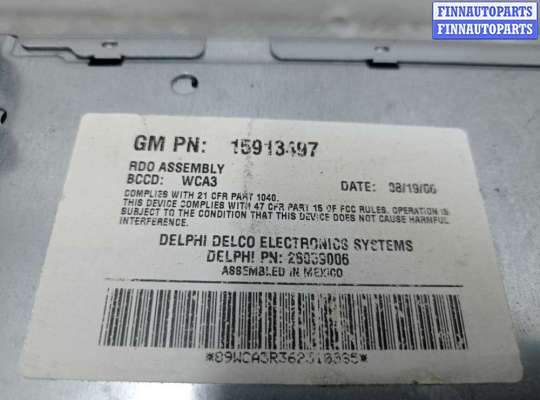 FINNAUTOPARTS
FINNAUTOPARTS
FINNAUTOPARTS
GM PN: 15913497
RDO ASSEMBLY
BCCD: WCA3
DATE: 08/19/06
COMPLIES WITH 21 CFR PART 1040.
THIS DEVICE COMPLIES WITH 47 CFR PART 15 OF FCC RULES. OPERATION IS
SUBJECT TO THE CONDITION THAT THIS DEVICE DOES NOT CAUSE HARMFUL
INTERFERENCE.
DELPHI DELCO ELECTRONICS SYSTEMS
DELPHI PN: 28039006
ASSEMBLED IN MEXICO